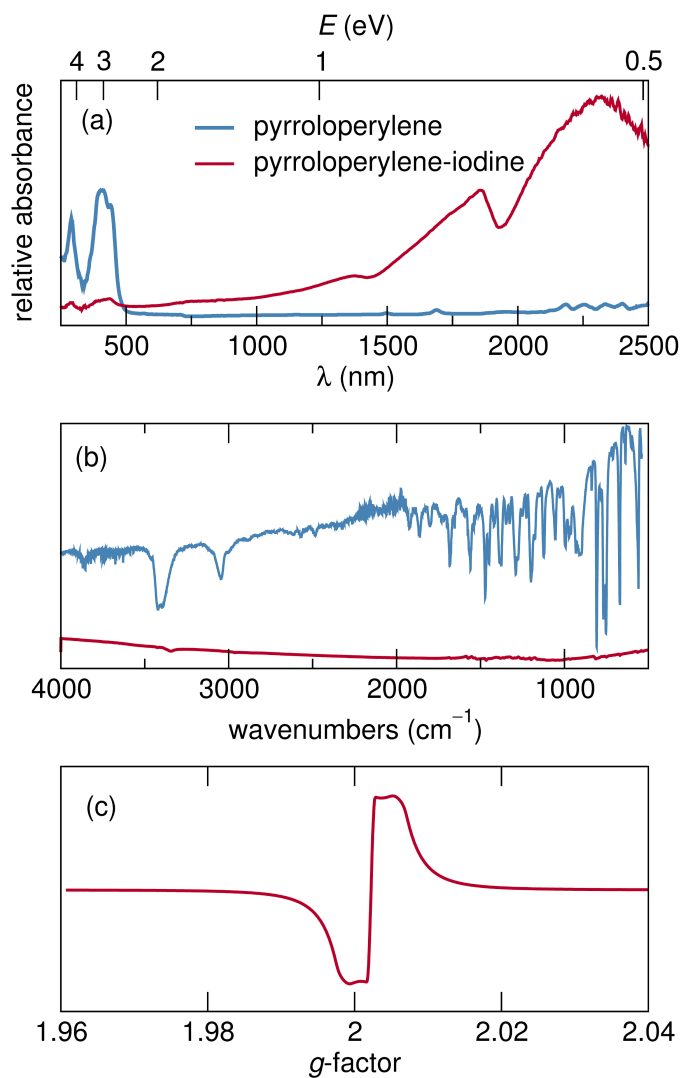 E (eV)
4 3 2 1 0.5
(a)
relative absorbance
pyrroloperylene
pyrroloperylene-iodine
500 1000 1500 2000 2500
λ (nm)
(b)
4000 3000 2000 1000
wavenumbers (cm⁻¹)
(c)
1.96 1.98 2 2.02 2.04
g-factor